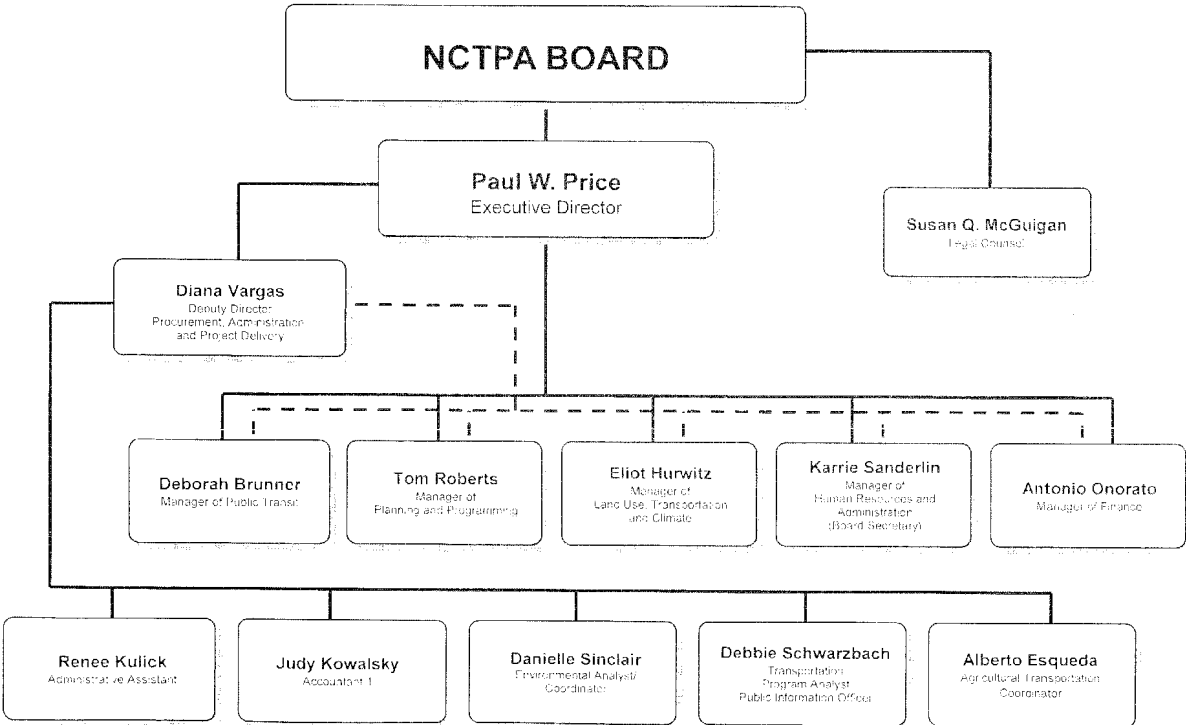 NCTPA BOARD
Paul W. Price
Executive Director
Susan Q. McGuigan
Legal Counsel
Diana Vargas
Deputy Director
Procurement, Administration
and Project Delivery
Deborah Brunner
Manager of Public Transit
Tom Roberts
Manager of
Planning and Programming
Eliot Hurwitz
Manager of
Land Use, Transportation
and Climate
Karrie Sanderlin
Manager of
Human Resources and
Administration
(Board Secretary)
Antonio Onorato
Manager of Finance
Renee Kulick
Administrative Assistant
Judy Kowalsky
Accountant 1
Danielle Sinclair
Environmental Analyst/
Coordinator
Debbie Schwarzbach
Transportation
Program Analyst
Public Information Officer
Alberto Esqueda
Agricultural Transportation
Coordinator